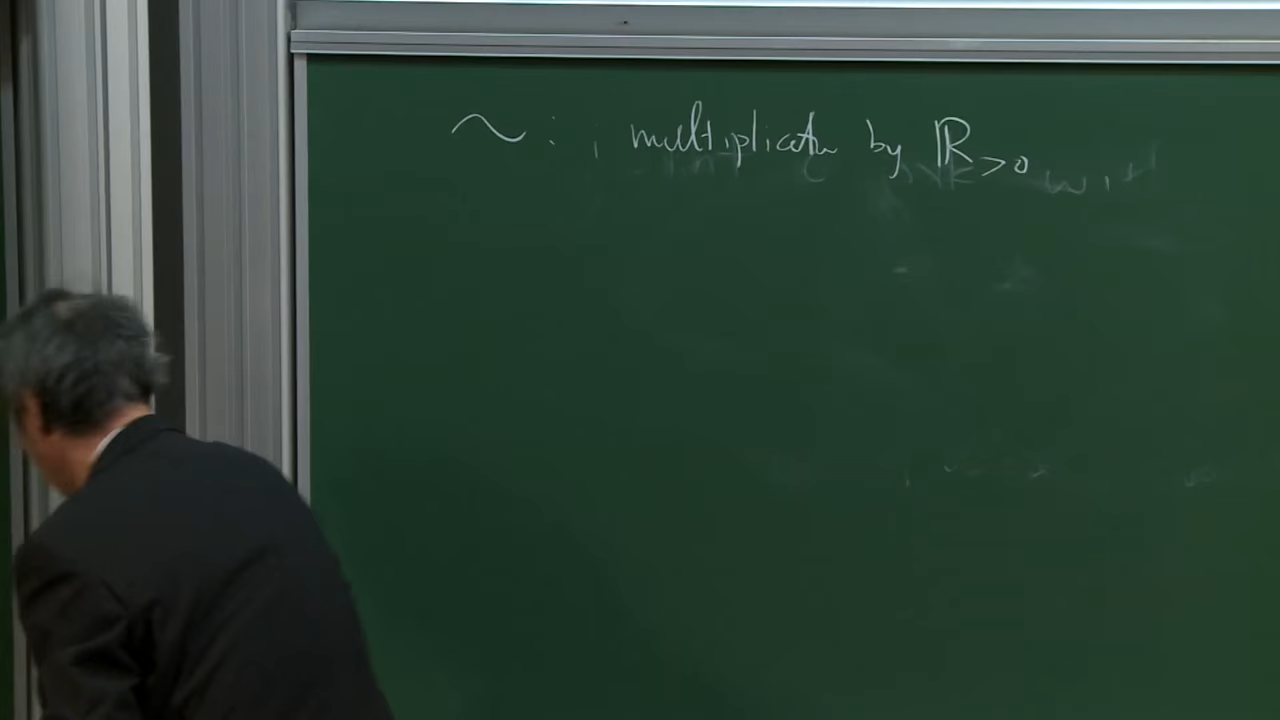 ~ : multiplication by ℝ>0